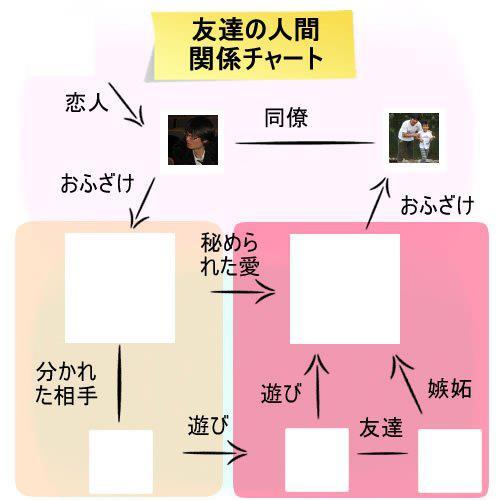 友達の人間
関係チャート
恋人
同僚
おふざけ
おふざけ
秘めら
れた愛
分かれ
た相手
遊び
嫉妬
遊び
友達